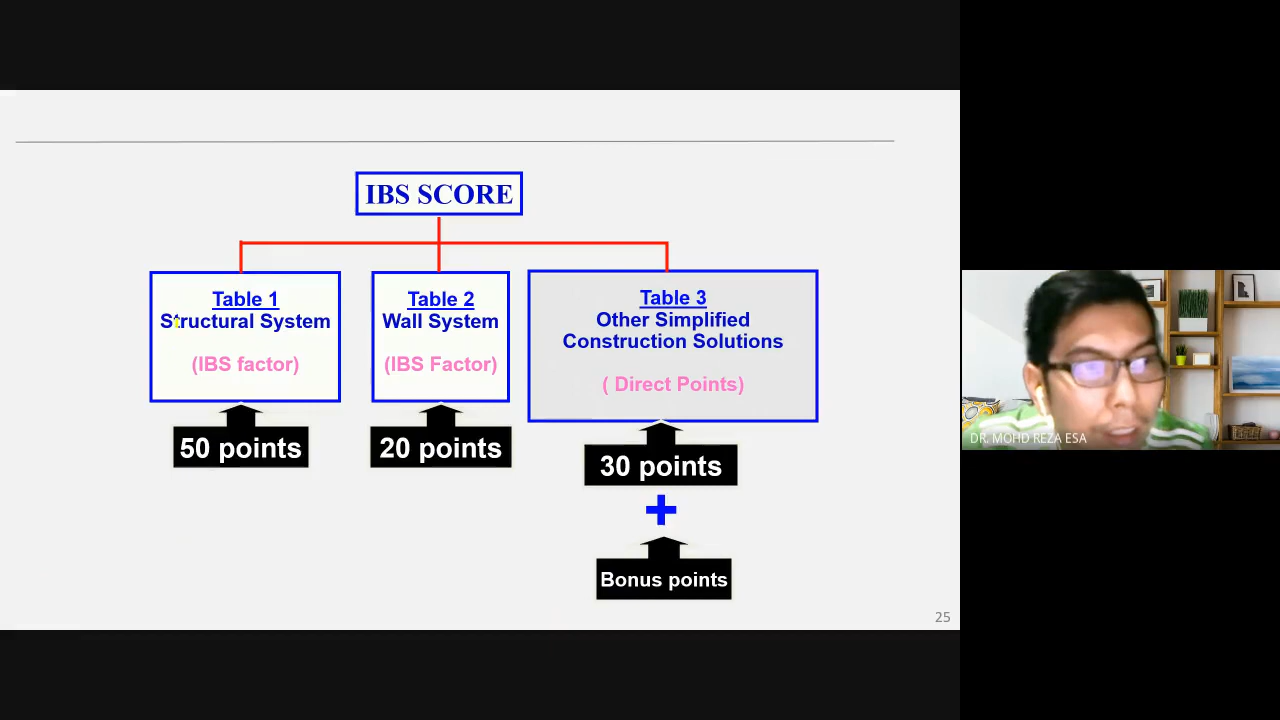 IBS SCORE
Table 1
Structural System
(IBS factor)
50 points
Table 2
Wall System
(IBS Factor)
20 points
Table 3
Other Simplified
Construction Solutions
( Direct Points)
30 points
+
Bonus points
25
DR. MOHD REZA ESA